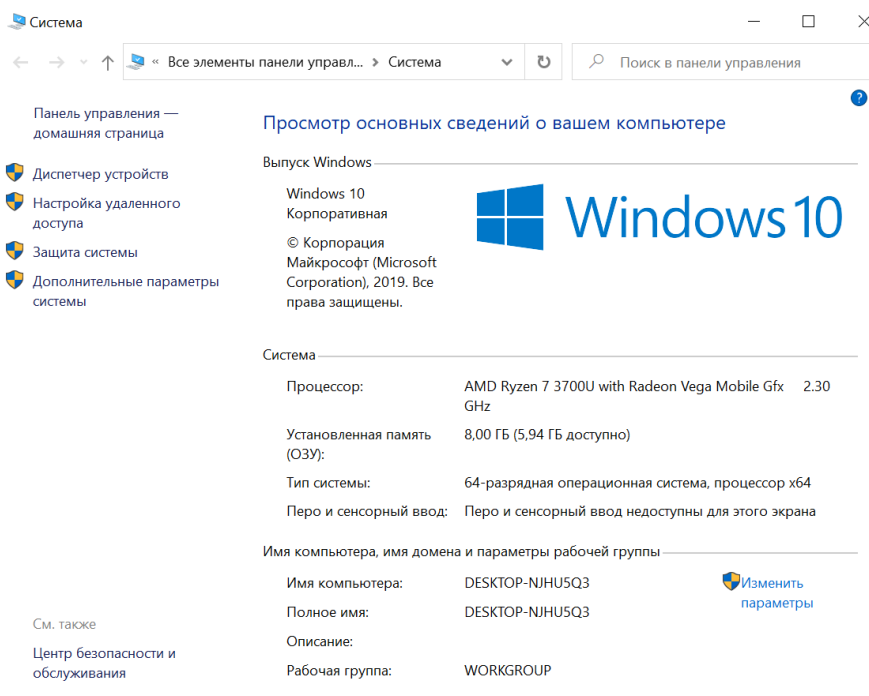 Система
« Все элементы панели управл... > Система
Поиск в панели управления
?
Панель управления —
домашняя страница
Диспетчер устройств
Настройка удаленного
доступа
Защита системы
Дополнительные параметры
системы
См. также
Центр безопасности и
обслуживания
Просмотр основных сведений о вашем компьютере
Выпуск Windows
Windows 10
Корпоративная
© Корпорация
Майкрософт (Microsoft
Corporation), 2019. Все
права защищены.
Windows 10
Система
Процессор: AMD Ryzen 7 3700U with Radeon Vega Mobile Gfx 2.30
GHz
Установленная память 8,00 ГБ (5,94 ГБ доступно)
(ОЗУ):
Тип системы: 64-разрядная операционная система, процессор x64
Перо и сенсорный ввод: Перо и сенсорный ввод недоступны для этого экрана
Имя компьютера, имя домена и параметры рабочей группы
Имя компьютера: DESKTOP-NJHU5Q3 Изменить
параметры
Полное имя: DESKTOP-NJHU5Q3
Описание:
Рабочая группа: WORKGROUP